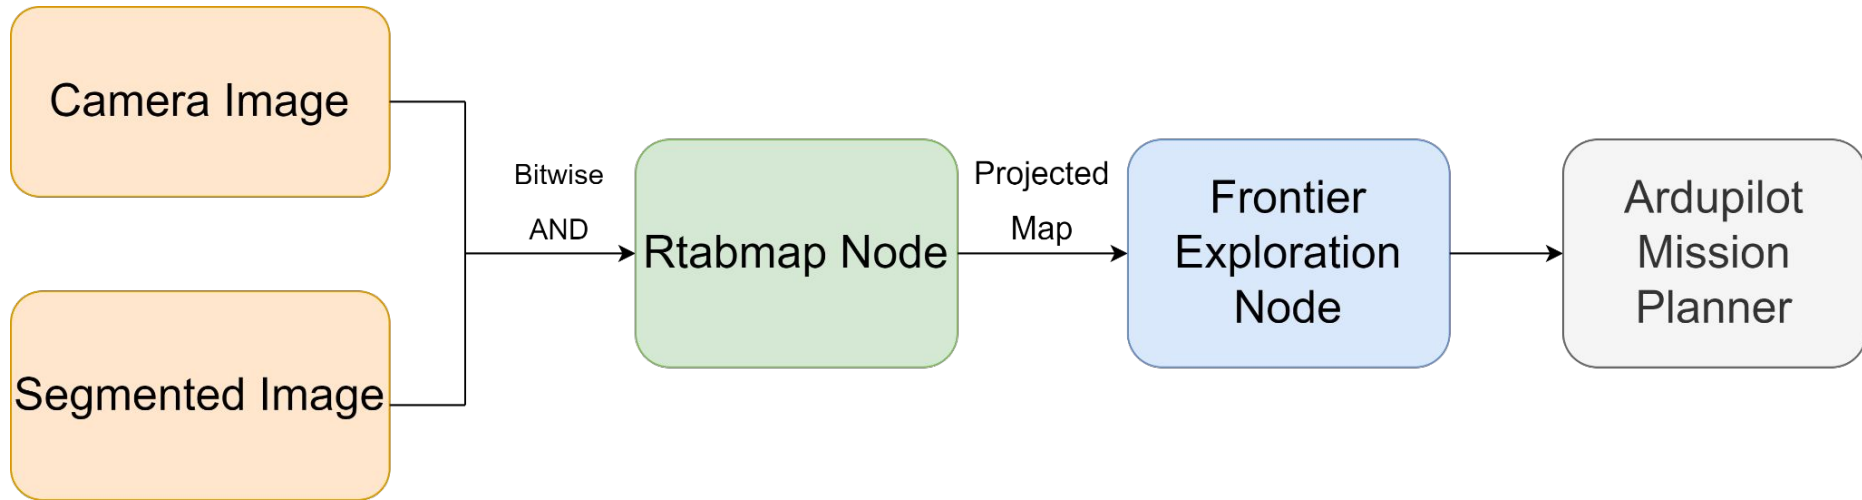 Camera Image
Segmented Image
Bitwise
AND
Rtabmap Node
Projected
Map
Frontier
Exploration
Node
Ardupilot
Mission
Planner